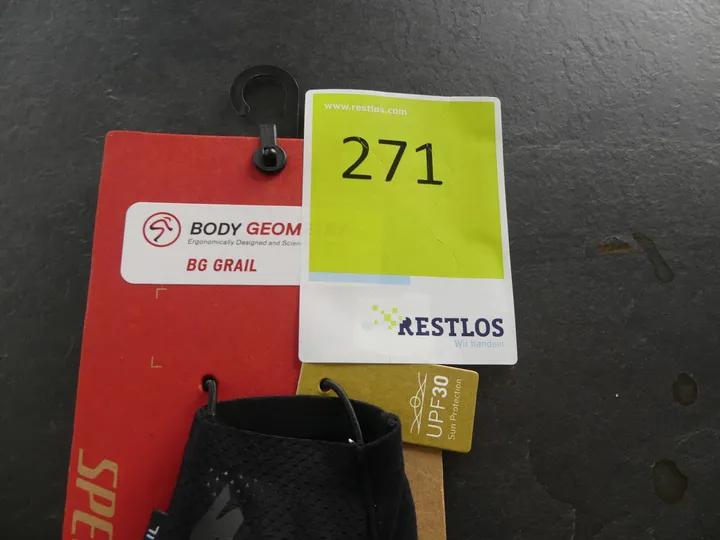 www.restlos.com
271
BODY GEOM
Ergonomically Designed and Scien
BG GRAIL
RESTLOS
Wir handeln
UPF30
Sun Protection
SPE
IL